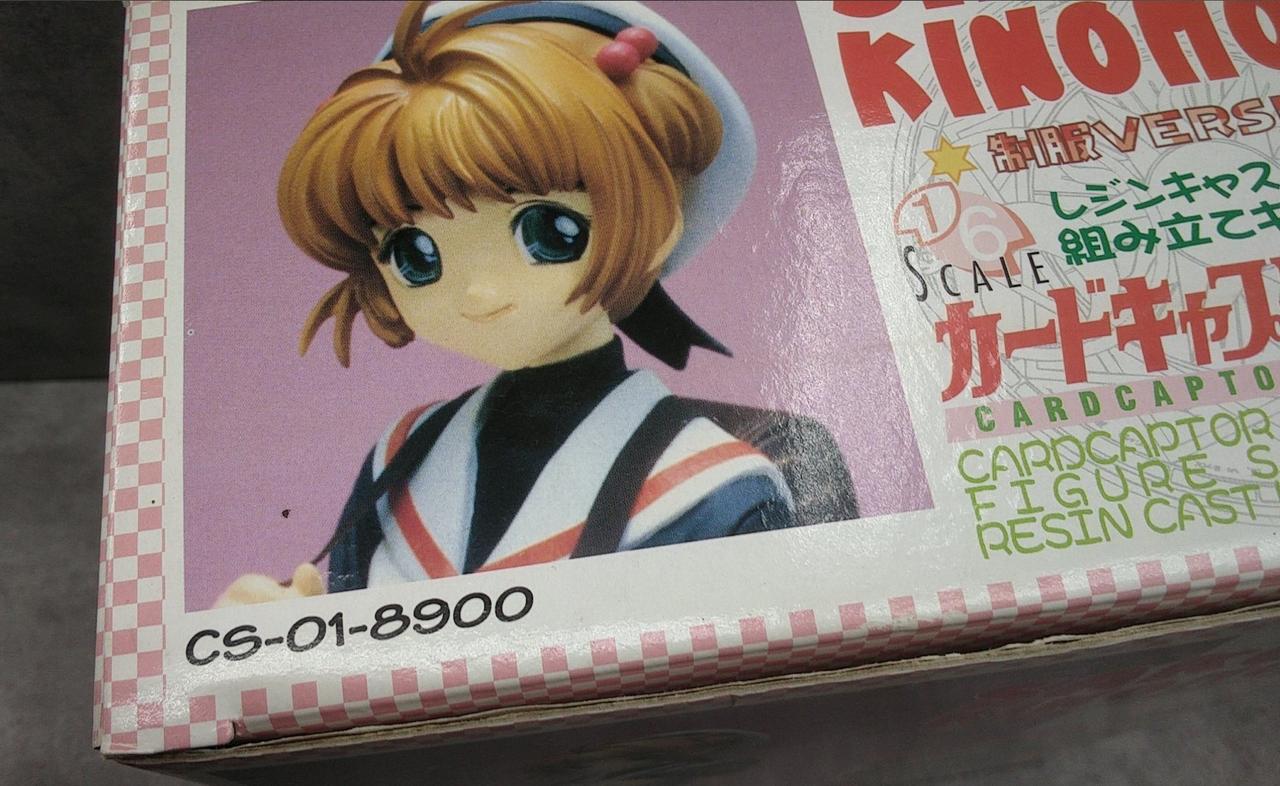 KINOMO
制服VERSI
1/6
SCALE
レジンキャス
組み立てキ
カードキャプ
CARDCAPTO
CARDCAPTOR
FIGURE S
RESIN CAST
CS-01-8900